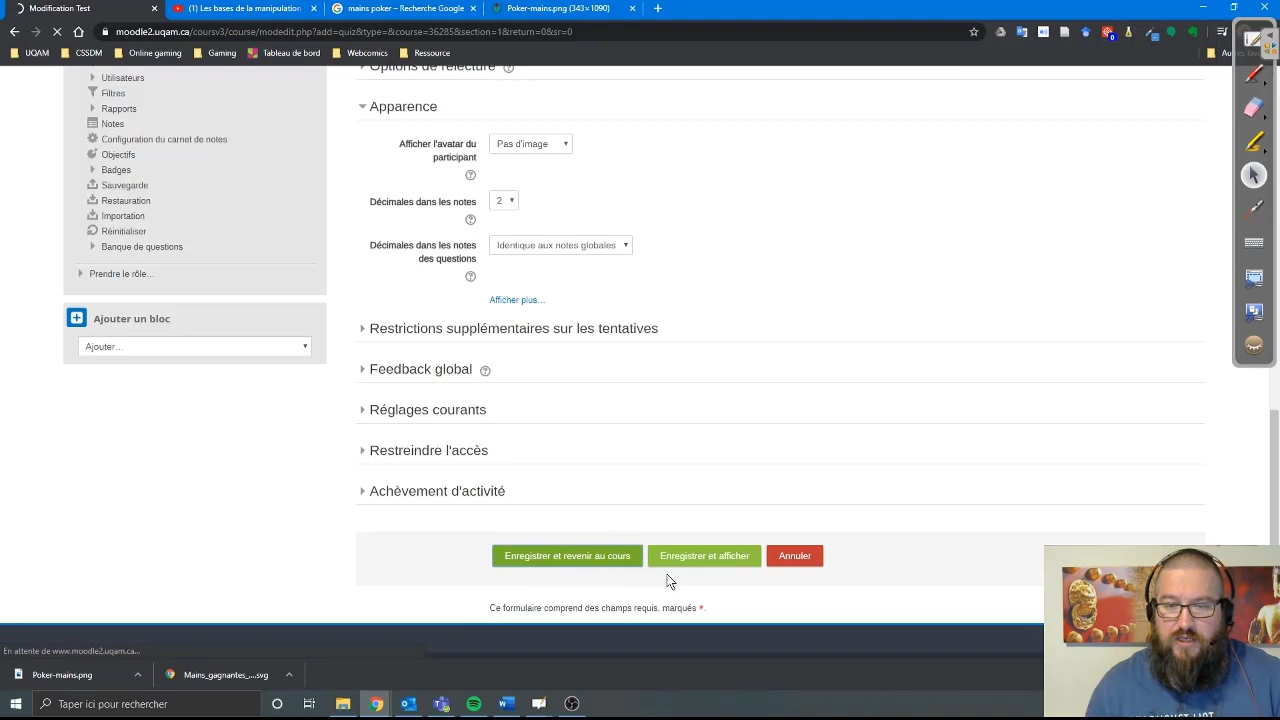 Modification Test
(1) Les bases de la manipulation
mains poker – Recherche Google
Poker-mains.png (343×1090)
moodle2.uqam.ca/coursv3/course/modedit.php?add=quiz&type=&course=36285&section=1&return=0&sr=0
UQAM
CSSDM
Online gaming
Gaming
Tableau de bord
Webcomics
Ressource
Autres favoris
Utilisateurs
Filtres
Rapports
Notes
Configuration du carnet de notes
Objectifs
Badges
Sauvegarde
Restauration
Importation
Réinitialiser
Banque de questions
Prendre le rôle…
Ajouter un bloc
Ajouter…
Options de relecture
Apparence
Afficher l'avatar du participant
Pas d'image
Décimales dans les notes
2
Décimales dans les notes des questions
Identique aux notes globales
Afficher plus…
Restrictions supplémentaires sur les tentatives
Feedback global
Réglages courants
Restreindre l'accès
Achèvement d'activité
Enregistrer et revenir au cours
Enregistrer et afficher
Annuler
Ce formulaire comprend des champs requis, marqués *.
En attente de www.moodle2.uqam.ca...
Poker-mains.png
Mains_gagnantes_....svg
Taper ici pour rechercher